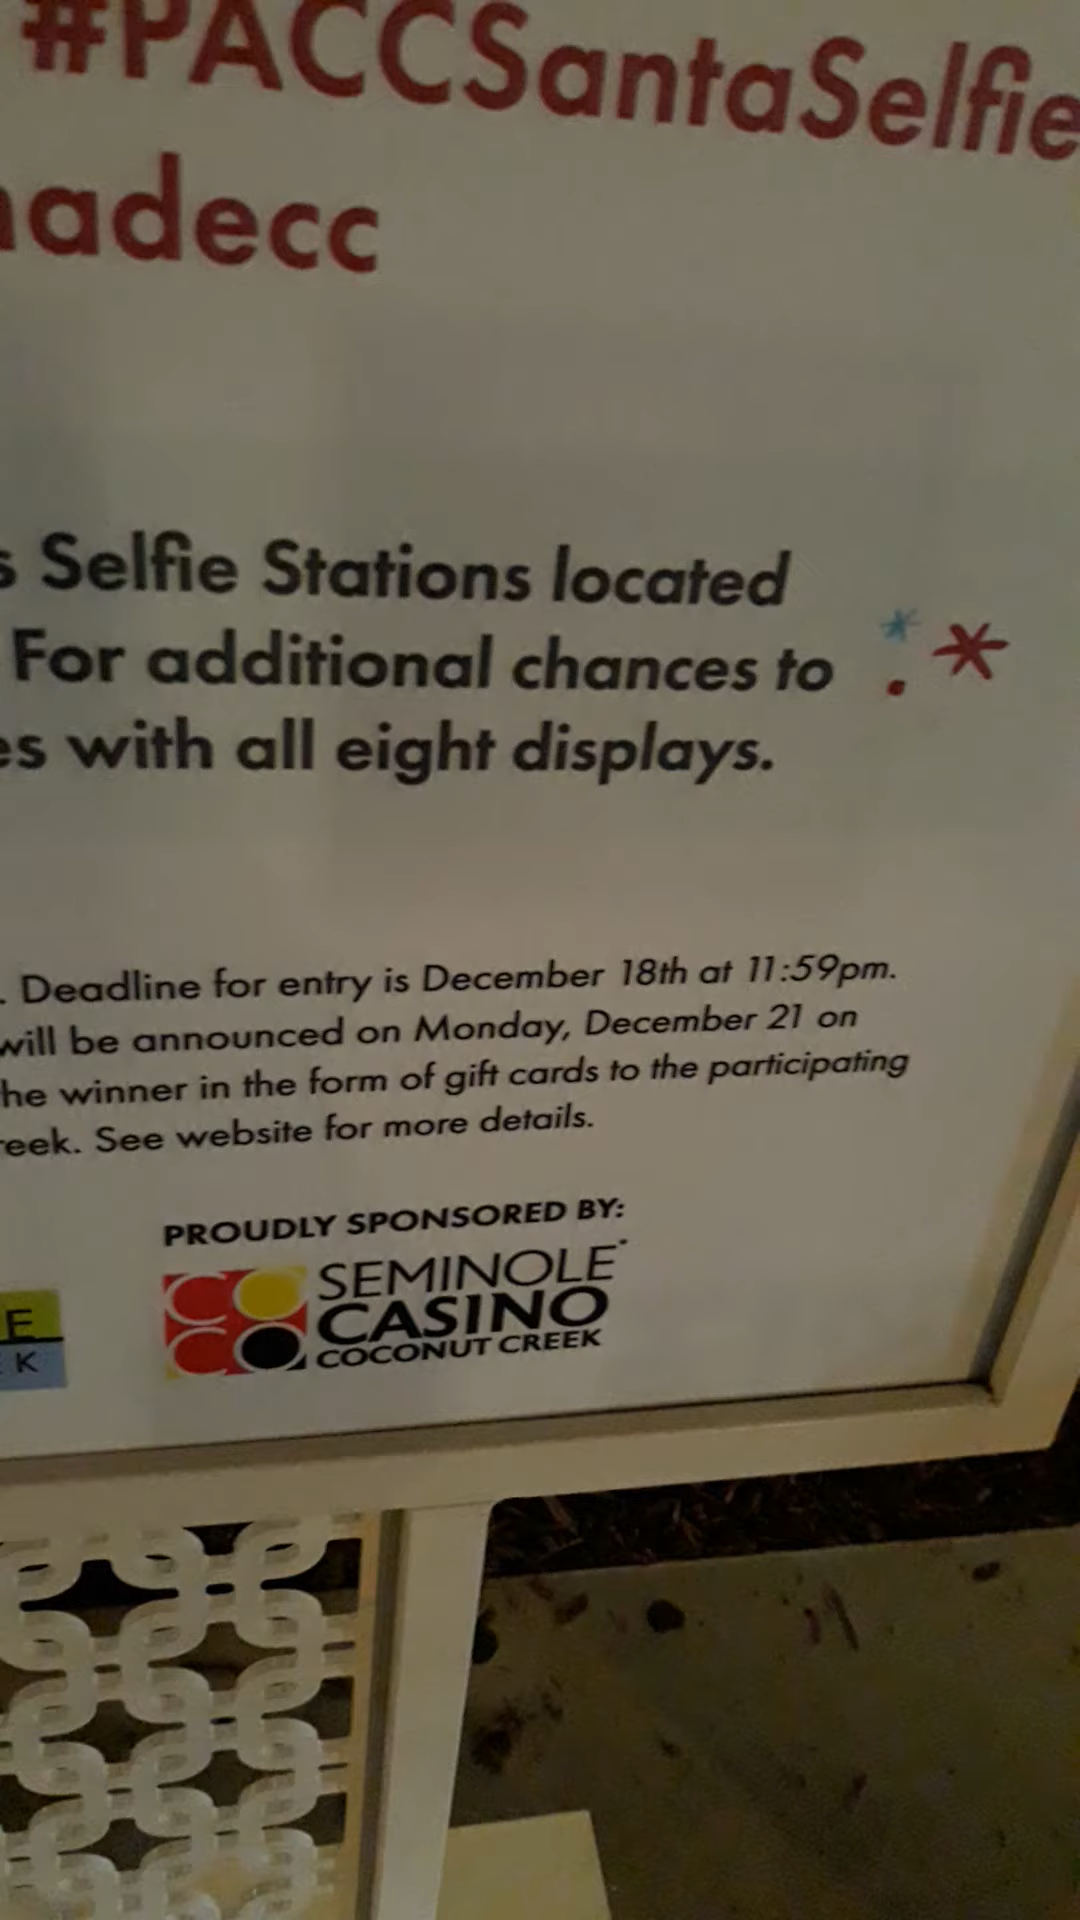 #PACCSantaSelfie
adecc
Selfie Stations located
For additional chances to
with all eight displays.
. Deadline for entry is December 18th at 11:59pm.
will be announced on Monday, December 21 on
he winner in the form of gift cards to the participating
reek. See website for more details.
PROUDLY SPONSORED BY:
SEMINOLE
CASINO
COCONUT CREEK
E
K